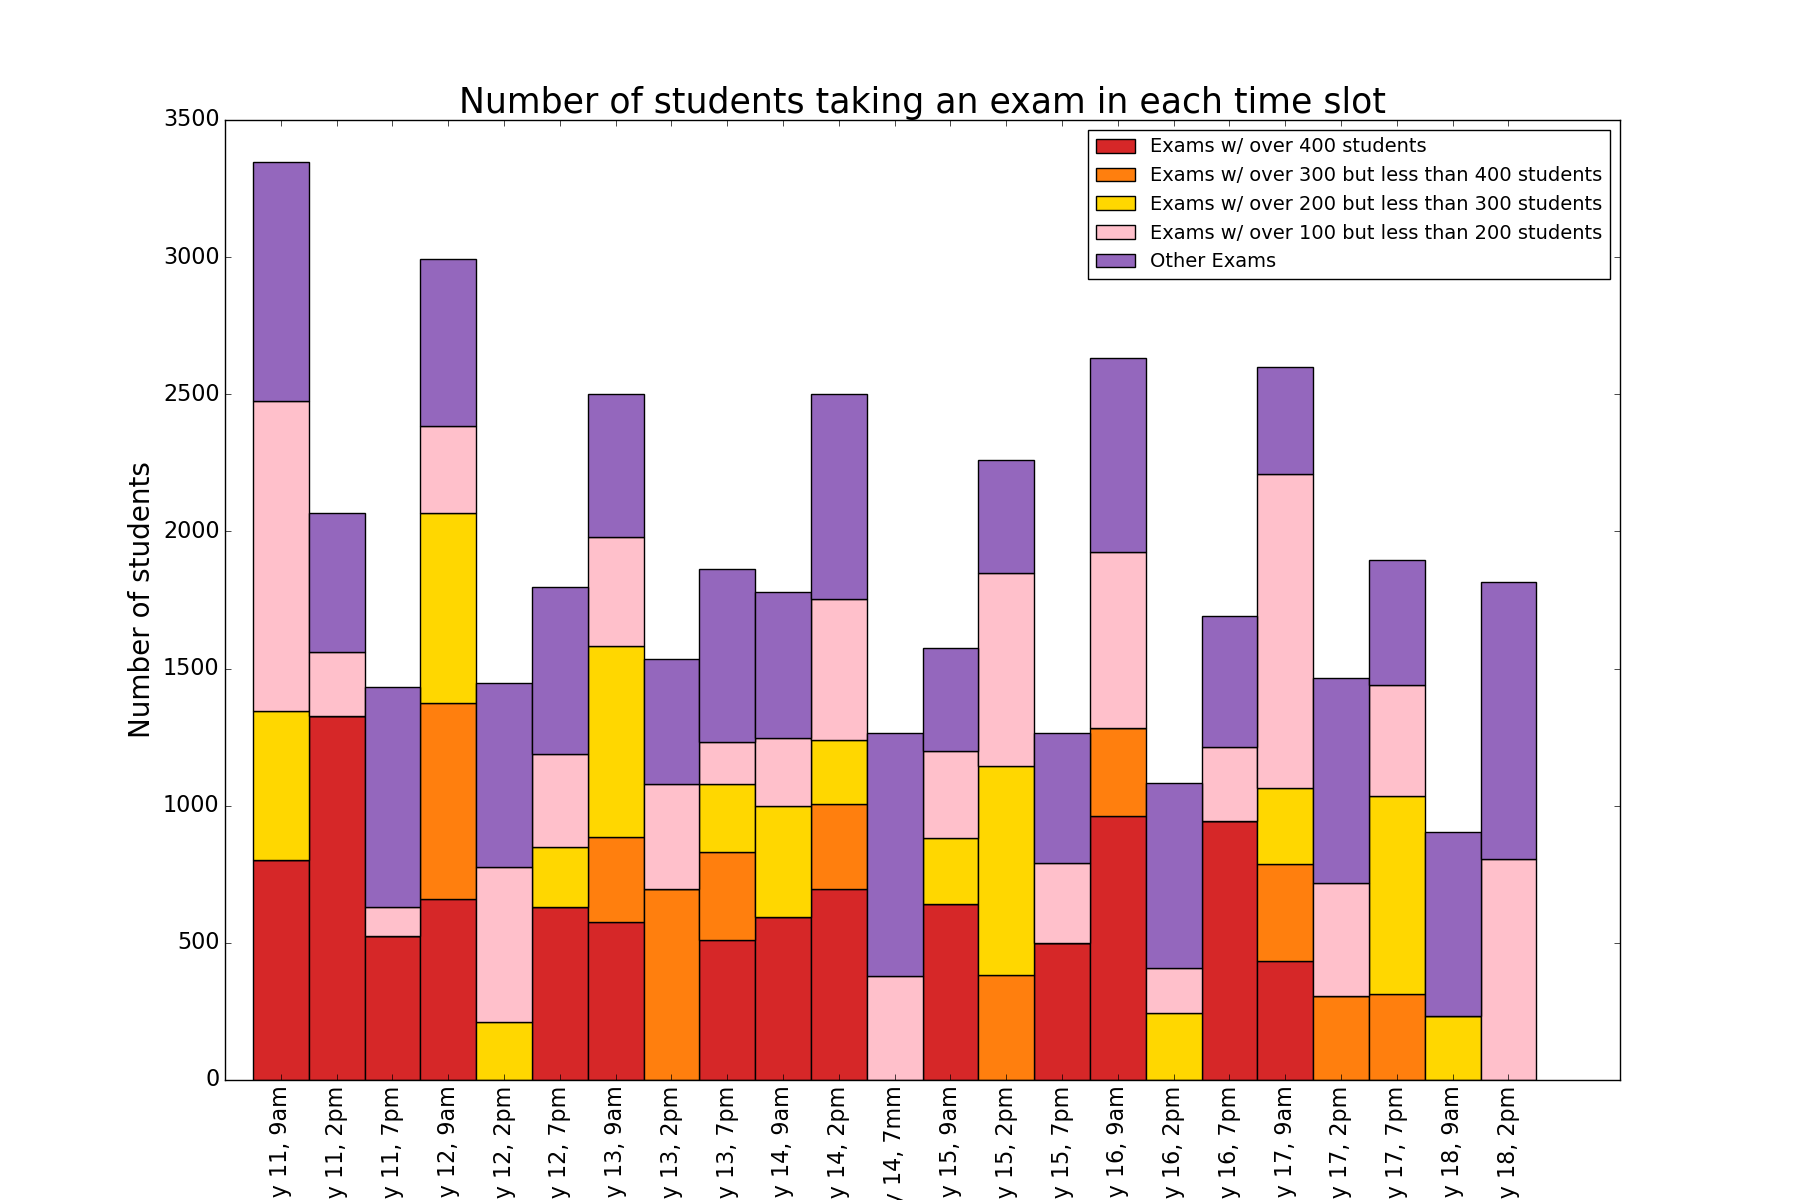 Number of students taking an exam in each time slot
Exams w/ over 400 students
Exams w/ over 300 but less than 400 students
Exams w/ over 200 but less than 300 students
Exams w/ over 100 but less than 200 students
Other Exams
Number of students
3500
3000
2500
2000
1500
1000
500
0
y 11, 9am
y 11, 2pm
y 11, 7pm
y 12, 9am
y 12, 2pm
y 12, 7pm
y 13, 9am
y 13, 2pm
y 13, 7pm
y 14, 9am
y 14, 2pm
y 14, 7mm
y 15, 9am
y 15, 2pm
y 15, 7pm
y 16, 9am
y 16, 2pm
y 16, 7pm
y 17, 9am
y 17, 2pm
y 17, 7pm
y 18, 9am
y 18, 2pm